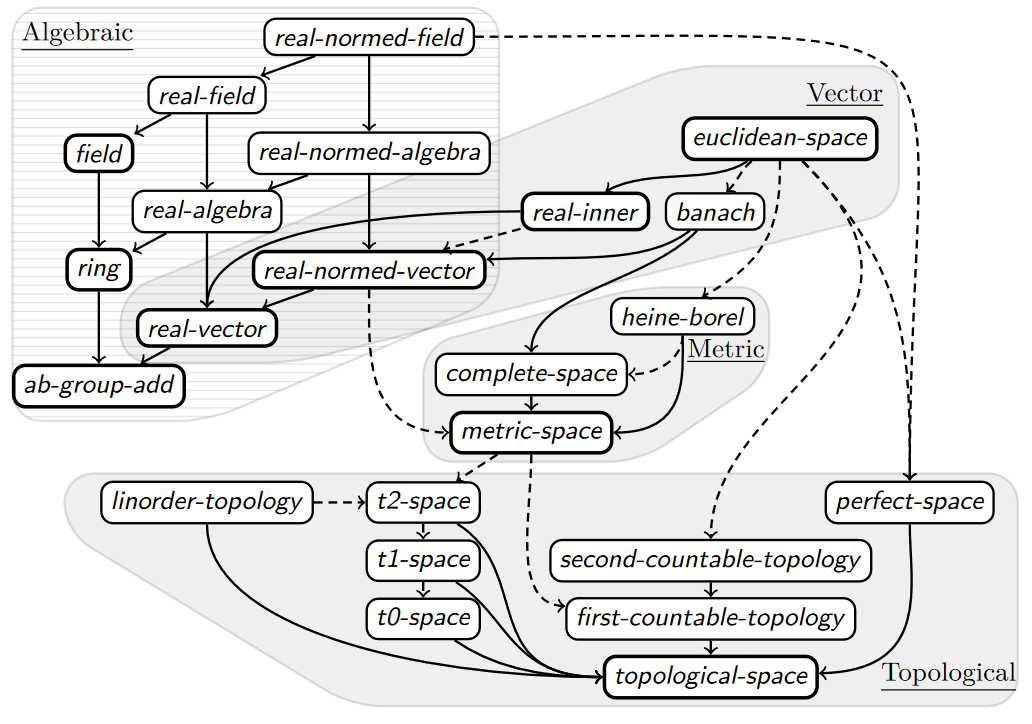 Algebraic
real-normed-field
real-field
Vector
euclidean-space
field
real-normed-algebra
real-algebra
real-inner
banach
ring
real-normed-vector
real-vector
heine-borel
Metric
ab-group-add
complete-space
metric-space
linorder-topology
t2-space
perfect-space
t1-space
second-countable-topology
t0-space
first-countable-topology
topological-space
Topological